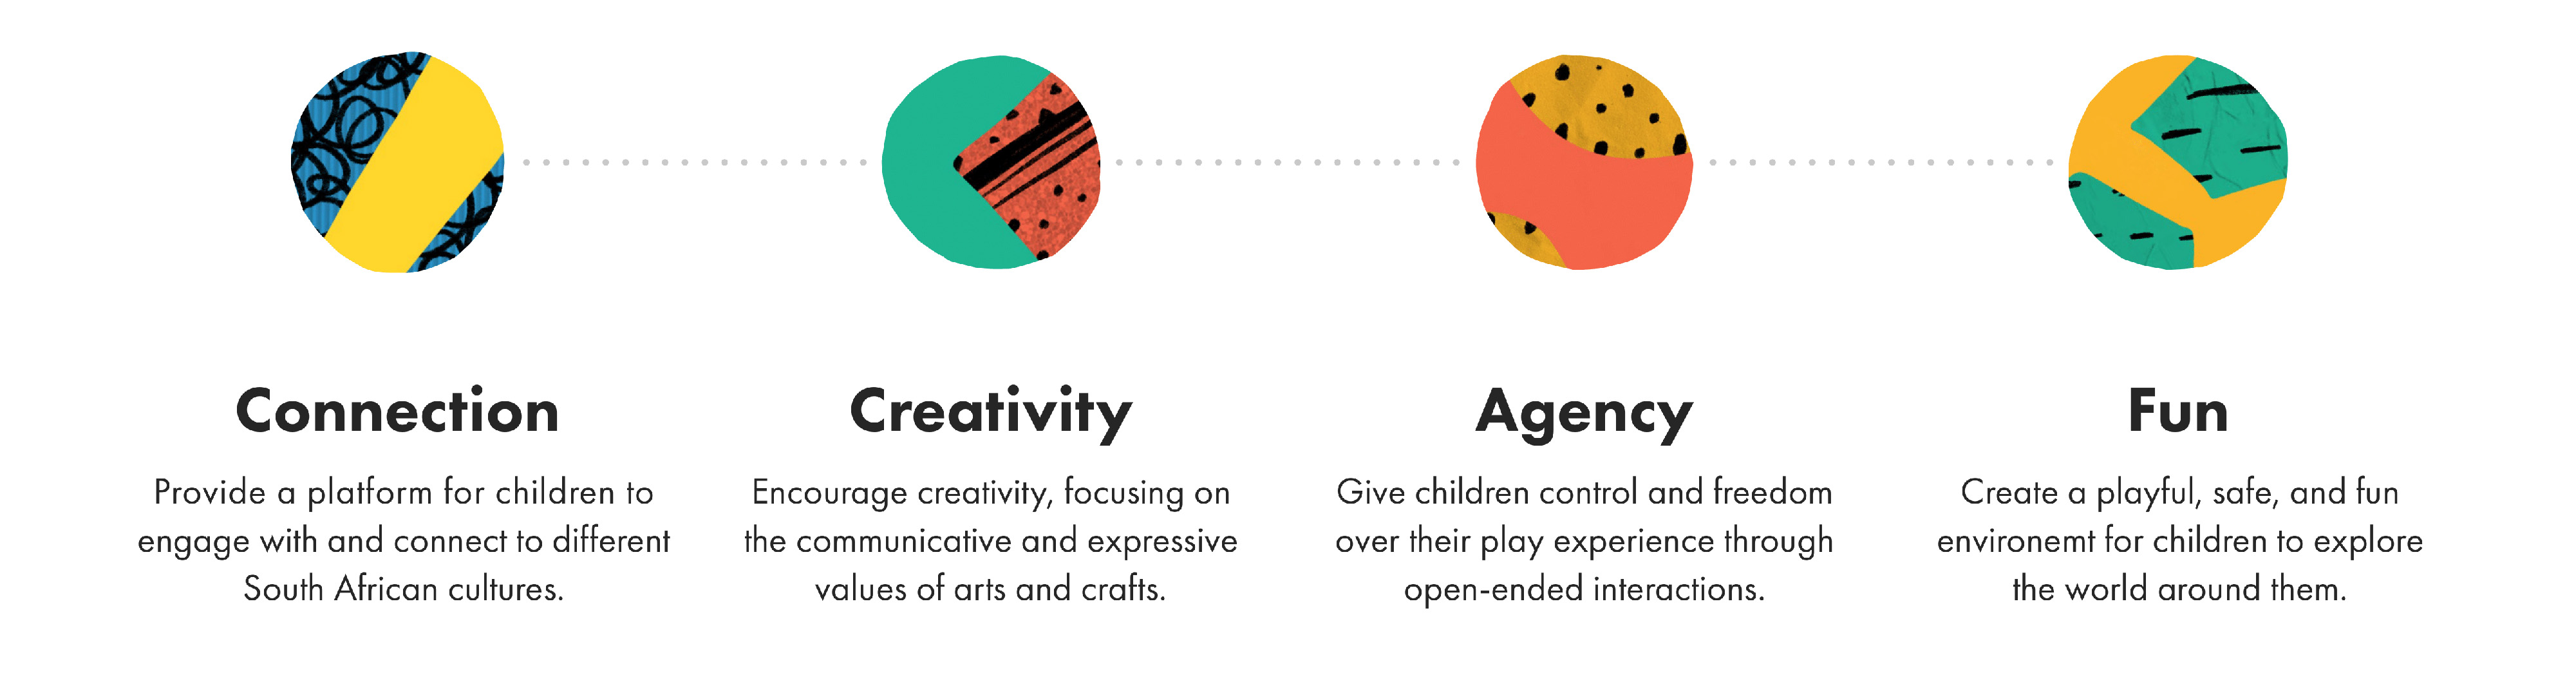 Connection
Provide a platform for children to
engage with and connect to different
South African cultures.
Creativity
Encourage creativity, focusing on
the communicative and expressive
values of arts and crafts.
Agency
Give children control and freedom
over their play experience through
open-ended interactions.
Fun
Create a playful, safe, and fun
environemt for children to explore
the world around them.